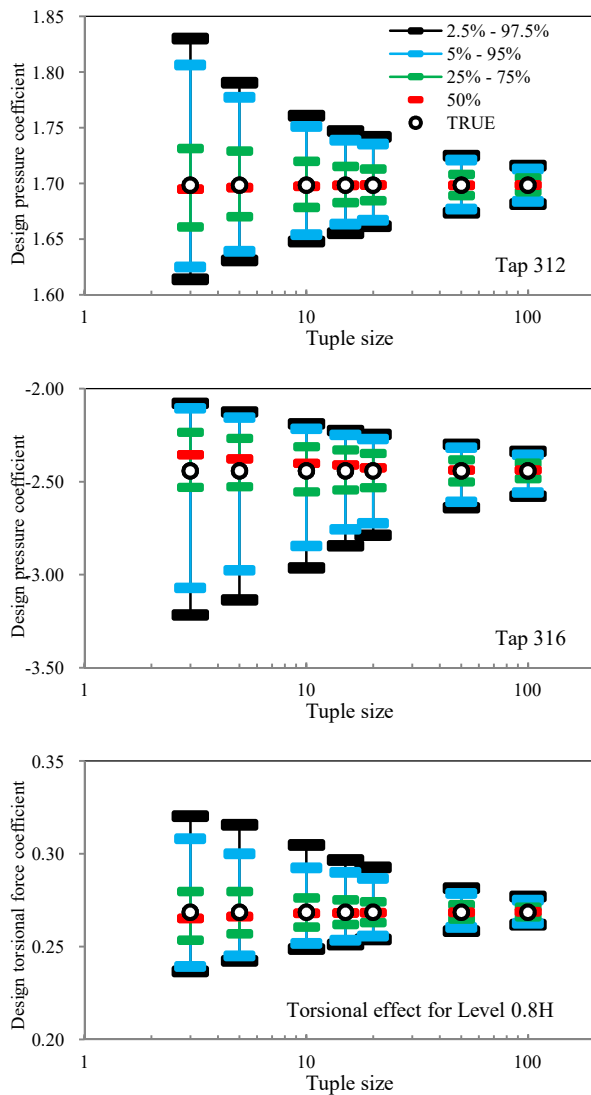 1.85
1.80
1.75
1.70
1.65
1.60
Design pressure coefficient
2.5% - 97.5%
5% - 95%
25% - 75%
50%
TRUE
Tap 312
1
10
100
Tuple size
-2.00
-2.50
-3.00
-3.50
Design pressure coefficient
Tap 316
1
10
100
Tuple size
0.35
0.30
0.25
0.20
Design torsional force coefficient
Torsional effect for Level 0.8H
1
10
100
Tuple size